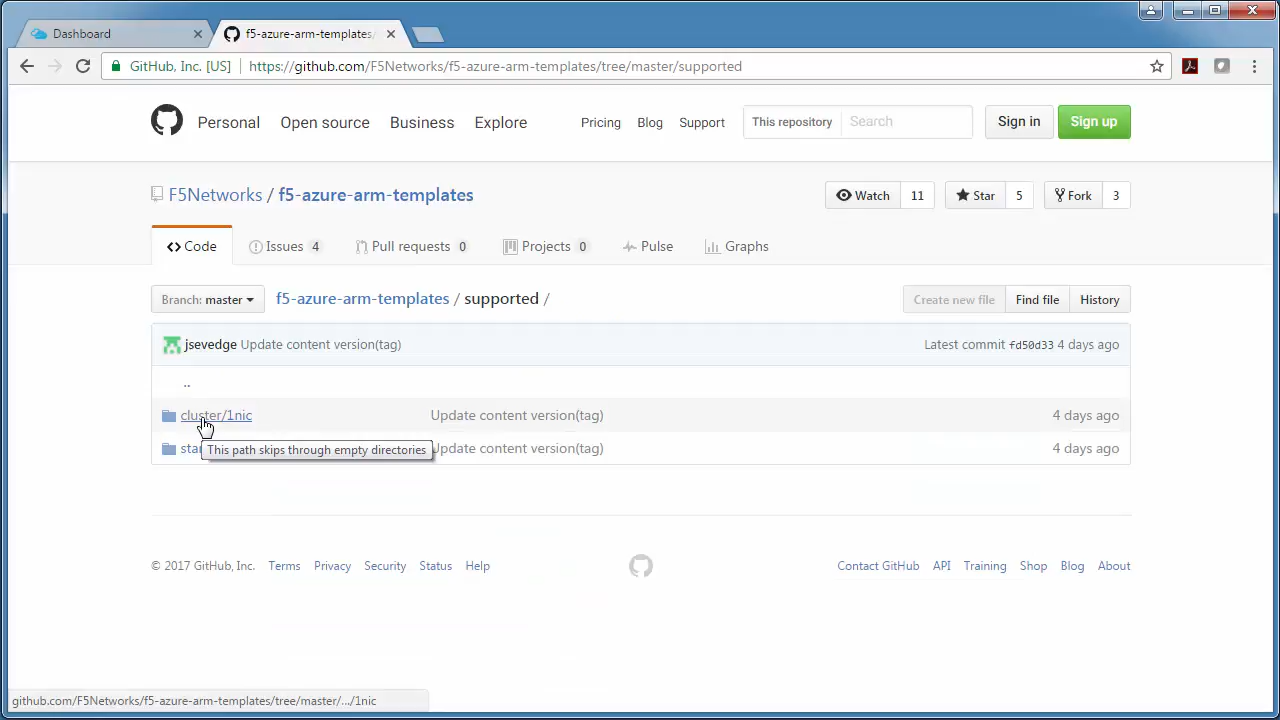 Dashboard
f5-azure-arm-templates/
GitHub, Inc. [US] https://github.com/F5Networks/f5-azure-arm-templates/tree/master/supported
Personal Open source Business Explore Pricing Blog Support This repository Search Sign in Sign up
F5Networks / f5-azure-arm-templates Watch 11 Star 5 Fork 3
Code Issues 4 Pull requests 0 Projects 0 Pulse Graphs
Branch: master f5-azure-arm-templates / supported / Create new file Find file History
jsevedge Update content version(tag) Latest commit fd50d33 4 days ago
..
cluster/1nic Update content version(tag) 4 days ago
This path skips through empty directories
Update content version(tag) 4 days ago
© 2017 GitHub, Inc. Terms Privacy Security Status Help Contact GitHub API Training Shop Blog About
github.com/F5Networks/f5-azure-arm-templates/tree/master/.../1nic